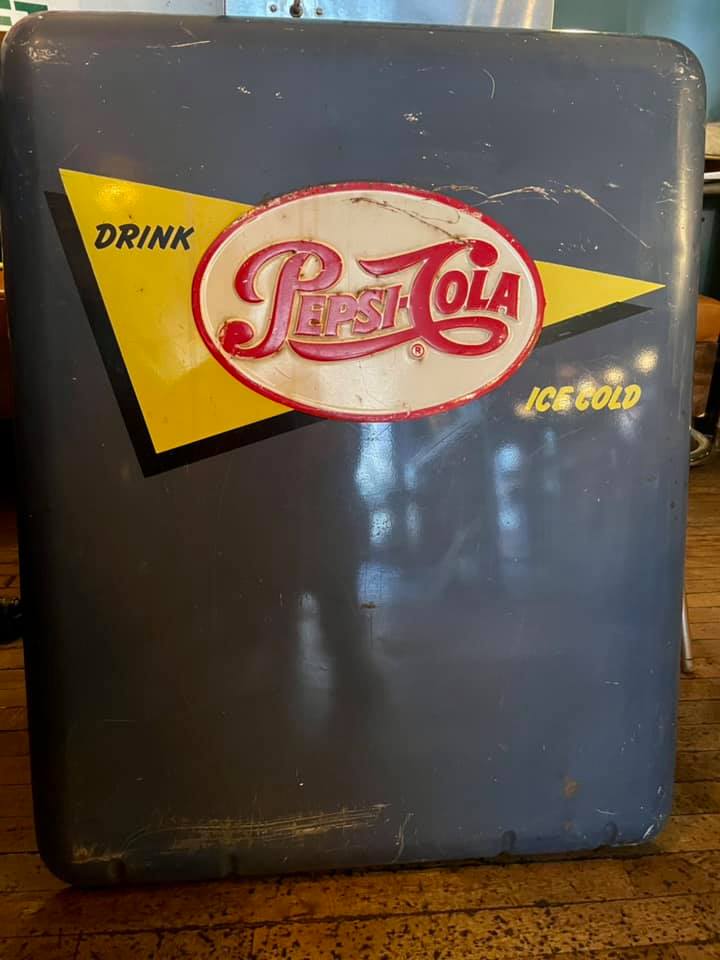 DRINK
PEPSI-COLA
®
ICE COLD